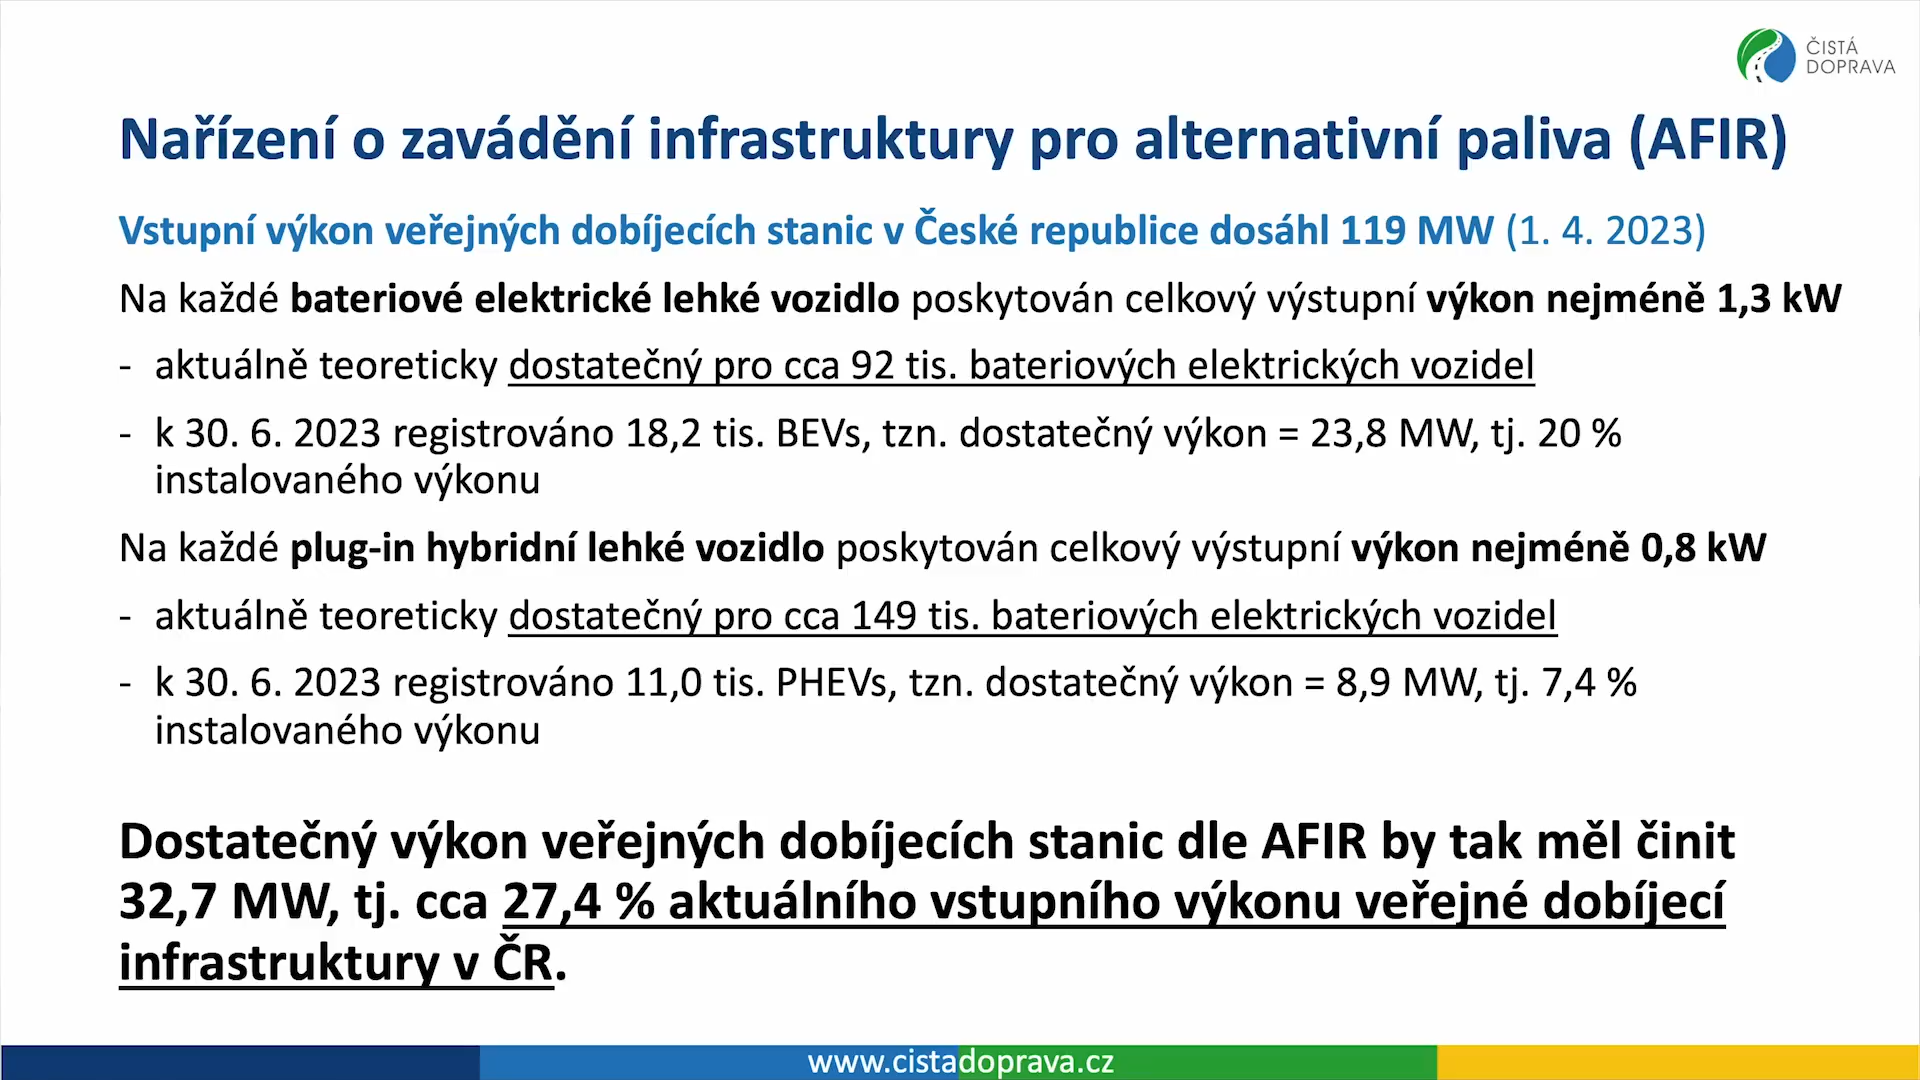 ČISTÁ
DOPRAVA
Nařízení o zavádění infrastruktury pro alternativní paliva (AFIR)
Vstupní výkon veřejných dobíjecích stanic v České republice dosáhl 119 MW (1. 4. 2023)
Na každé bateriové elektrické lehké vozidlo poskytován celkový výstupní výkon nejméně 1,3 kW
- aktuálně teoreticky dostatečný pro cca 92 tis. bateriových elektrických vozidel
- k 30. 6. 2023 registrováno 18,2 tis. BEVs, tzn. dostatečný výkon = 23,8 MW, tj. 20 %
instalovaného výkonu
Na každé plug-in hybridní lehké vozidlo poskytován celkový výstupní výkon nejméně 0,8 kW
- aktuálně teoreticky dostatečný pro cca 149 tis. bateriových elektrických vozidel
- k 30. 6. 2023 registrováno 11,0 tis. PHEVs, tzn. dostatečný výkon = 8,9 MW, tj. 7,4 %
instalovaného výkonu
Dostatečný výkon veřejných dobíjecích stanic dle AFIR by tak měl činit
32,7 MW, tj. cca 27,4 % aktuálního vstupního výkonu veřejné dobíjecí
infrastruktury v ČR.
www.cistadoprava.cz